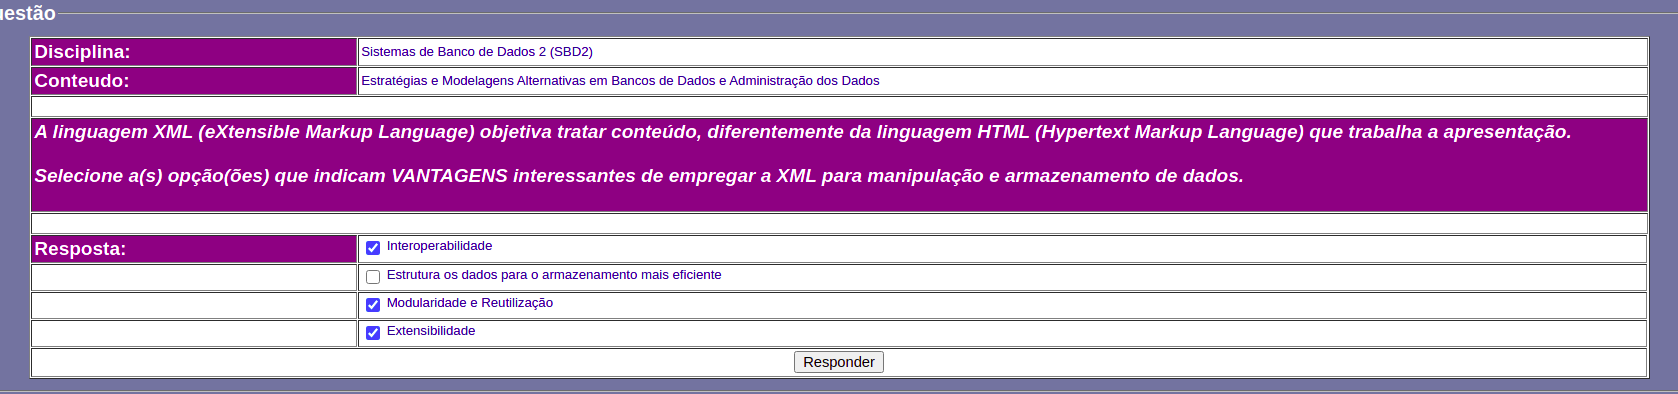 uestão
Disciplina: Sistemas de Banco de Dados 2 (SBD2)
Conteudo: Estratégias e Modelagens Alternativas em Bancos de Dados e Administração dos Dados
A linguagem XML (eXtensible Markup Language) objetiva tratar conteúdo, diferentemente da linguagem HTML (Hypertext Markup Language) que trabalha a apresentação.
Selecione a(s) opção(ões) que indicam VANTAGENS interessantes de empregar a XML para manipulação e armazenamento de dados.
Resposta: Interoperabilidade
Estrutura os dados para o armazenamento mais eficiente
Modularidade e Reutilização
Extensibilidade
Responder